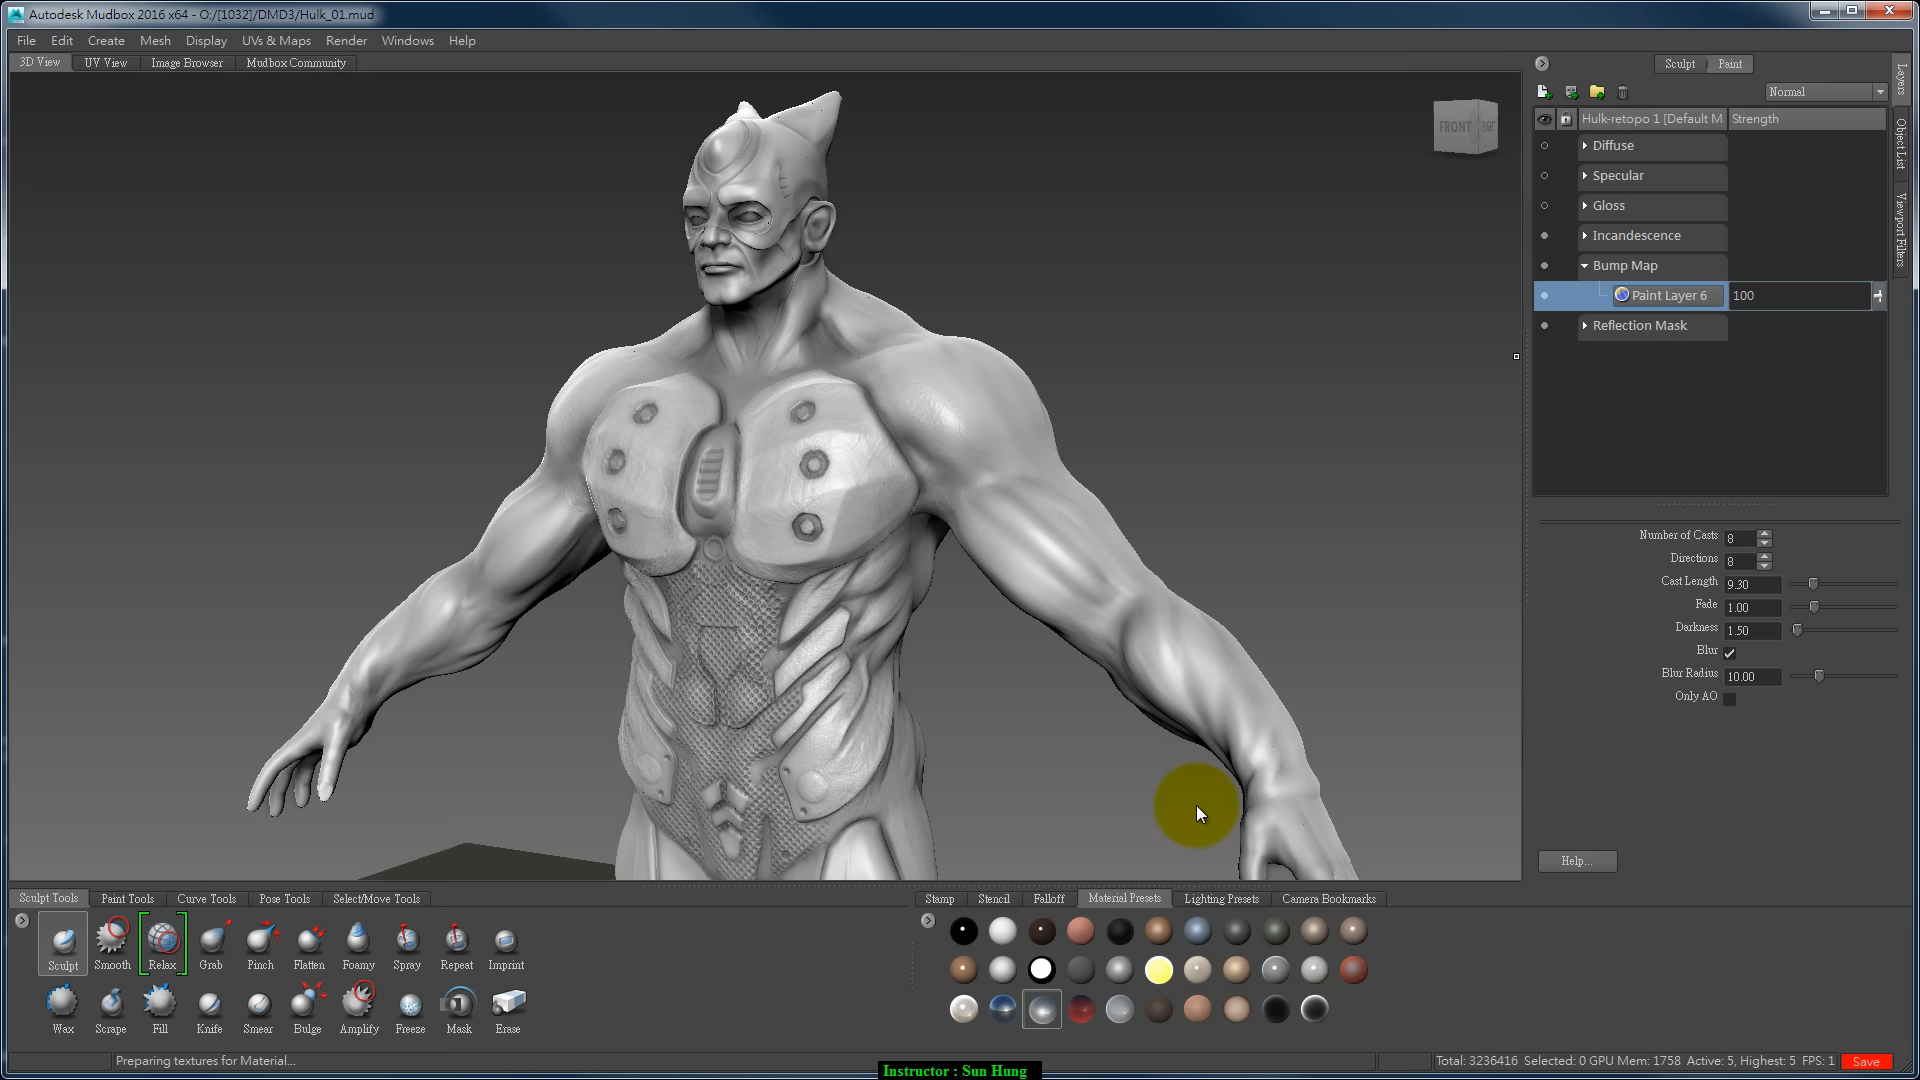 Autodesk Mudbox 2016 x64 - O:/[1032]/DMD3/Hulk_01.mud
File Edit Create Mesh Display UVs & Maps Render Windows Help
3D View UV View Image Browser Mudbox Community
Sculpt Paint
Normal
Hulk-retopo 1 [Default M Strength
Diffuse
Specular
Gloss
Incandescence
Bump Map
Paint Layer 6 100
Reflection Mask
Layers
Object List
Viewport Filters
FRONT
Number of Casts 8
Directions 8
Cast Length 9.30
Fade 1.00
Darkness 1.50
Blur
Blur Radius 10.00
Only AO
Help...
Sculpt Tools Paint Tools Curve Tools Pose Tools Select/Move Tools
Sculpt Smooth Relax Grab Pinch Flatten Foamy Spray Repeat Imprint
Wax Scrape Fill Knife Smear Bulge Amplify Freeze Mask Erase
Stamp Stencil Falloff Material Presets Lighting Presets Camera Bookmarks
Preparing textures for Material...
Total: 3236416 Selected: 0 GPU Mem: 1758 Active: 5, Highest: 5 FPS: 1 Save
Instructor : Sun Hung